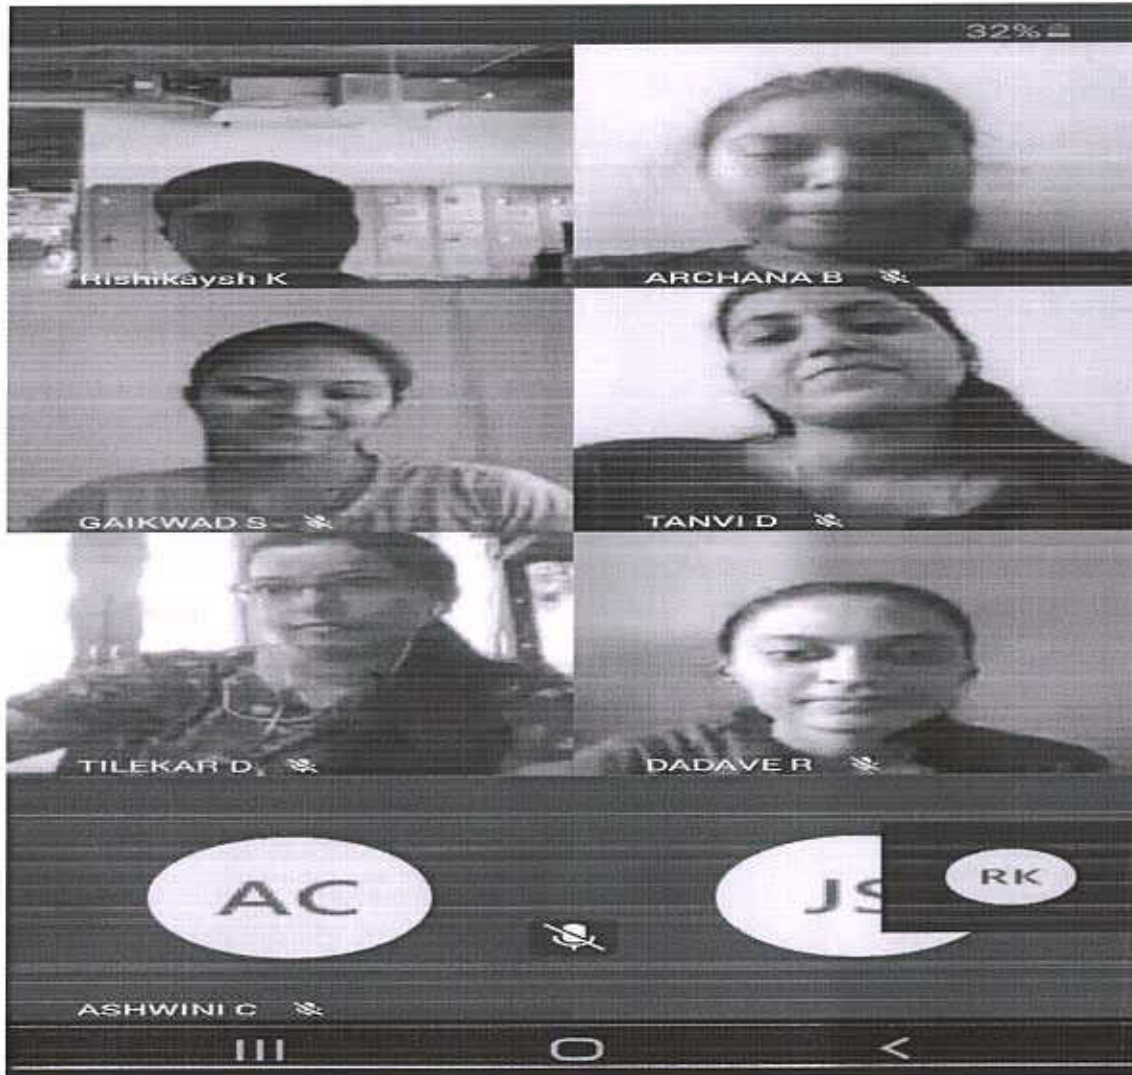 32%
Rishikaysh K
ARCHANA B
GAIKWAD S
TANVI D
TILEKAR D
DADAVE R
AC
JS
RK
ASHWINI C